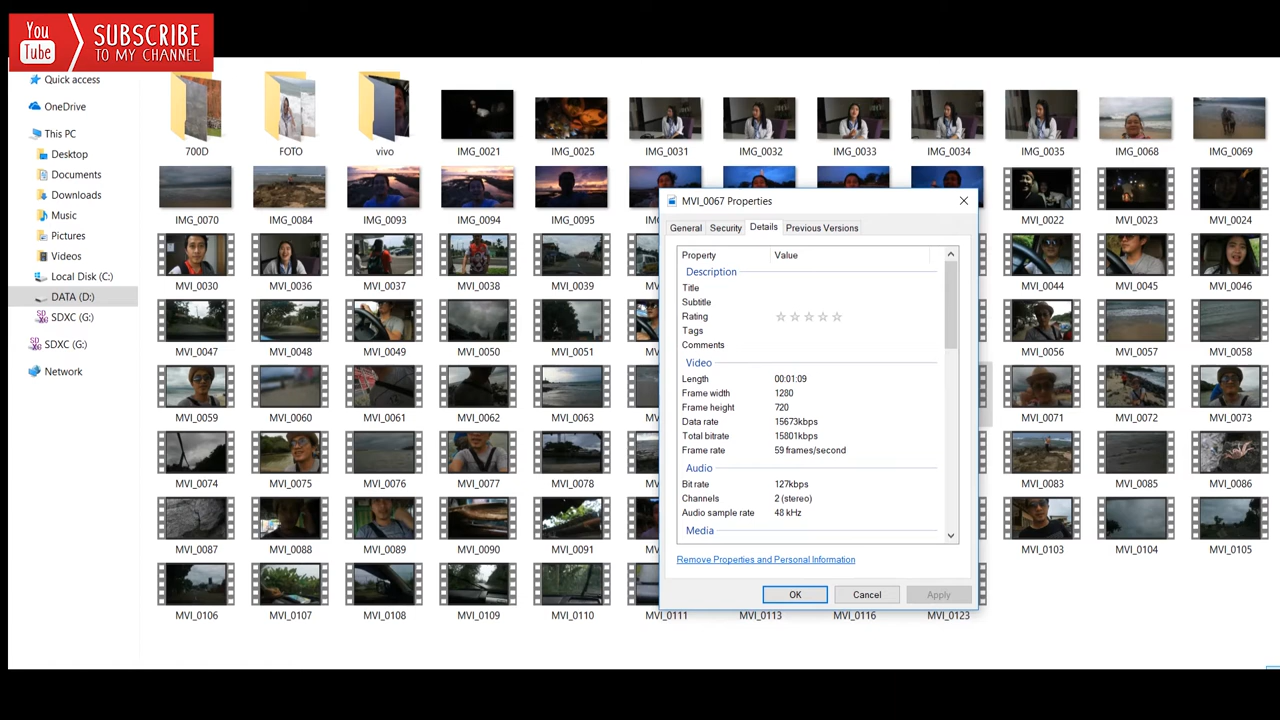 You
Tube
SUBSCRIBE
TO MY CHANNEL
Quick access
OneDrive
This PC
Desktop
Documents
Downloads
Music
Pictures
Videos
Local Disk (C:)
DATA (D:)
SDXC (G:)
SDXC (G:)
Network
700D FOTO vivo IMG_0021 IMG_0025 IMG_0031 IMG_0032 IMG_0033 IMG_0034 IMG_0035 IMG_0068 IMG_0069
IMG_0070 IMG_0084 IMG_0093 IMG_0094 IMG_0095 MVI_0022 MVI_0023 MVI_0024
MVI_0030 MVI_0036 MVI_0037 MVI_0038 MVI_0039 MVI_0044 MVI_0045 MVI_0046
MVI_0047 MVI_0048 MVI_0049 MVI_0050 MVI_0051 MVI_0056 MVI_0057 MVI_0058
MVI_0059 MVI_0060 MVI_0061 MVI_0062 MVI_0063 MVI_0071 MVI_0072 MVI_0073
MVI_0074 MVI_0075 MVI_0076 MVI_0077 MVI_0078 MVI_0083 MVI_0085 MVI_0086
MVI_0087 MVI_0088 MVI_0089 MVI_0090 MVI_0091 MVI_0103 MVI_0104 MVI_0105
MVI_0106 MVI_0107 MVI_0108 MVI_0109 MVI_0110 MVI_0111 MVI_0113 MVI_0116 MVI_0123
MVI_0067 Properties
General Security Details Previous Versions
Property Value
Description
Title
Subtitle
Rating
Tags
Comments
Video
Length 00:01:09
Frame width 1280
Frame height 720
Data rate 15673kbps
Total bitrate 15801kbps
Frame rate 59 frames/second
Audio
Bit rate 127kbps
Channels 2 (stereo)
Audio sample rate 48 kHz
Media
Remove Properties and Personal Information
OK Cancel Apply